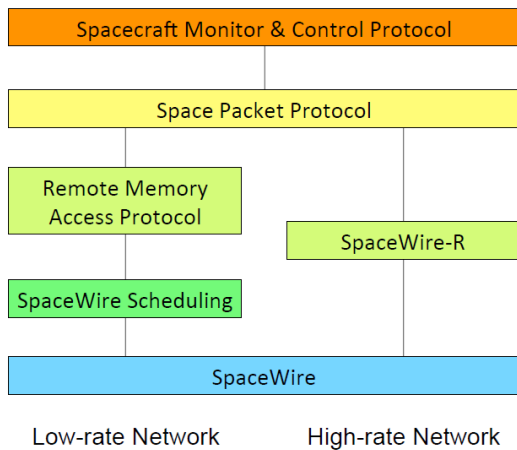 Spacecraft Monitor & Control Protocol
Space Packet Protocol
Remote Memory
Access Protocol
SpaceWire-R
SpaceWire Scheduling
SpaceWire
Low-rate Network
High-rate Network